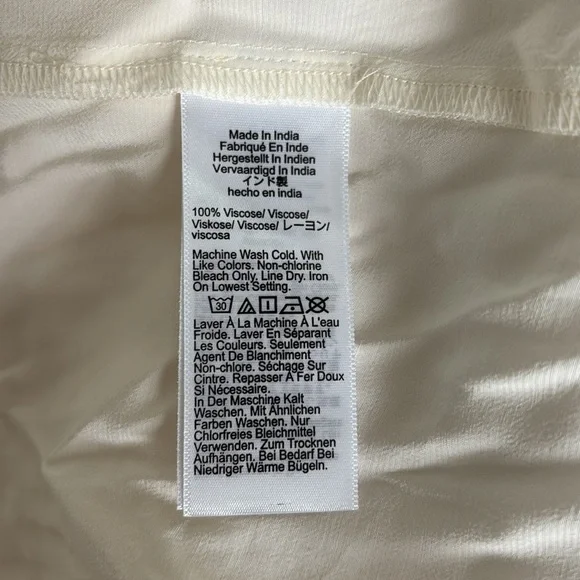 Made In India
Fabriqué En Inde
Hergestellt In Indien
Vervaardigd In India
インド製
hecho en india
100% Viscose/ Viscose/
Viskose/ Viscose/ レーヨン/
viscosa
Machine Wash Cold. With
Like Colors. Non-chlorine
Bleach Only. Line Dry. Iron
On Lowest Setting.
30
Laver À La Machine À L'eau
Froide. Laver En Séparant
Les Couleurs. Seulement
Agent De Blanchiment
Non-chlore. Séchage Sur
Cintre. Repasser À Fer Doux
Si Nécessaire.
In Der Maschine Kalt
Waschen. Mit Ähnlichen
Farben Waschen. Nur
Chlorfreies Bleichmittel
Verwenden. Zum Trocknen
Aufhängen. Bei Bedarf Bei
Niedriger Wärme Bügeln.